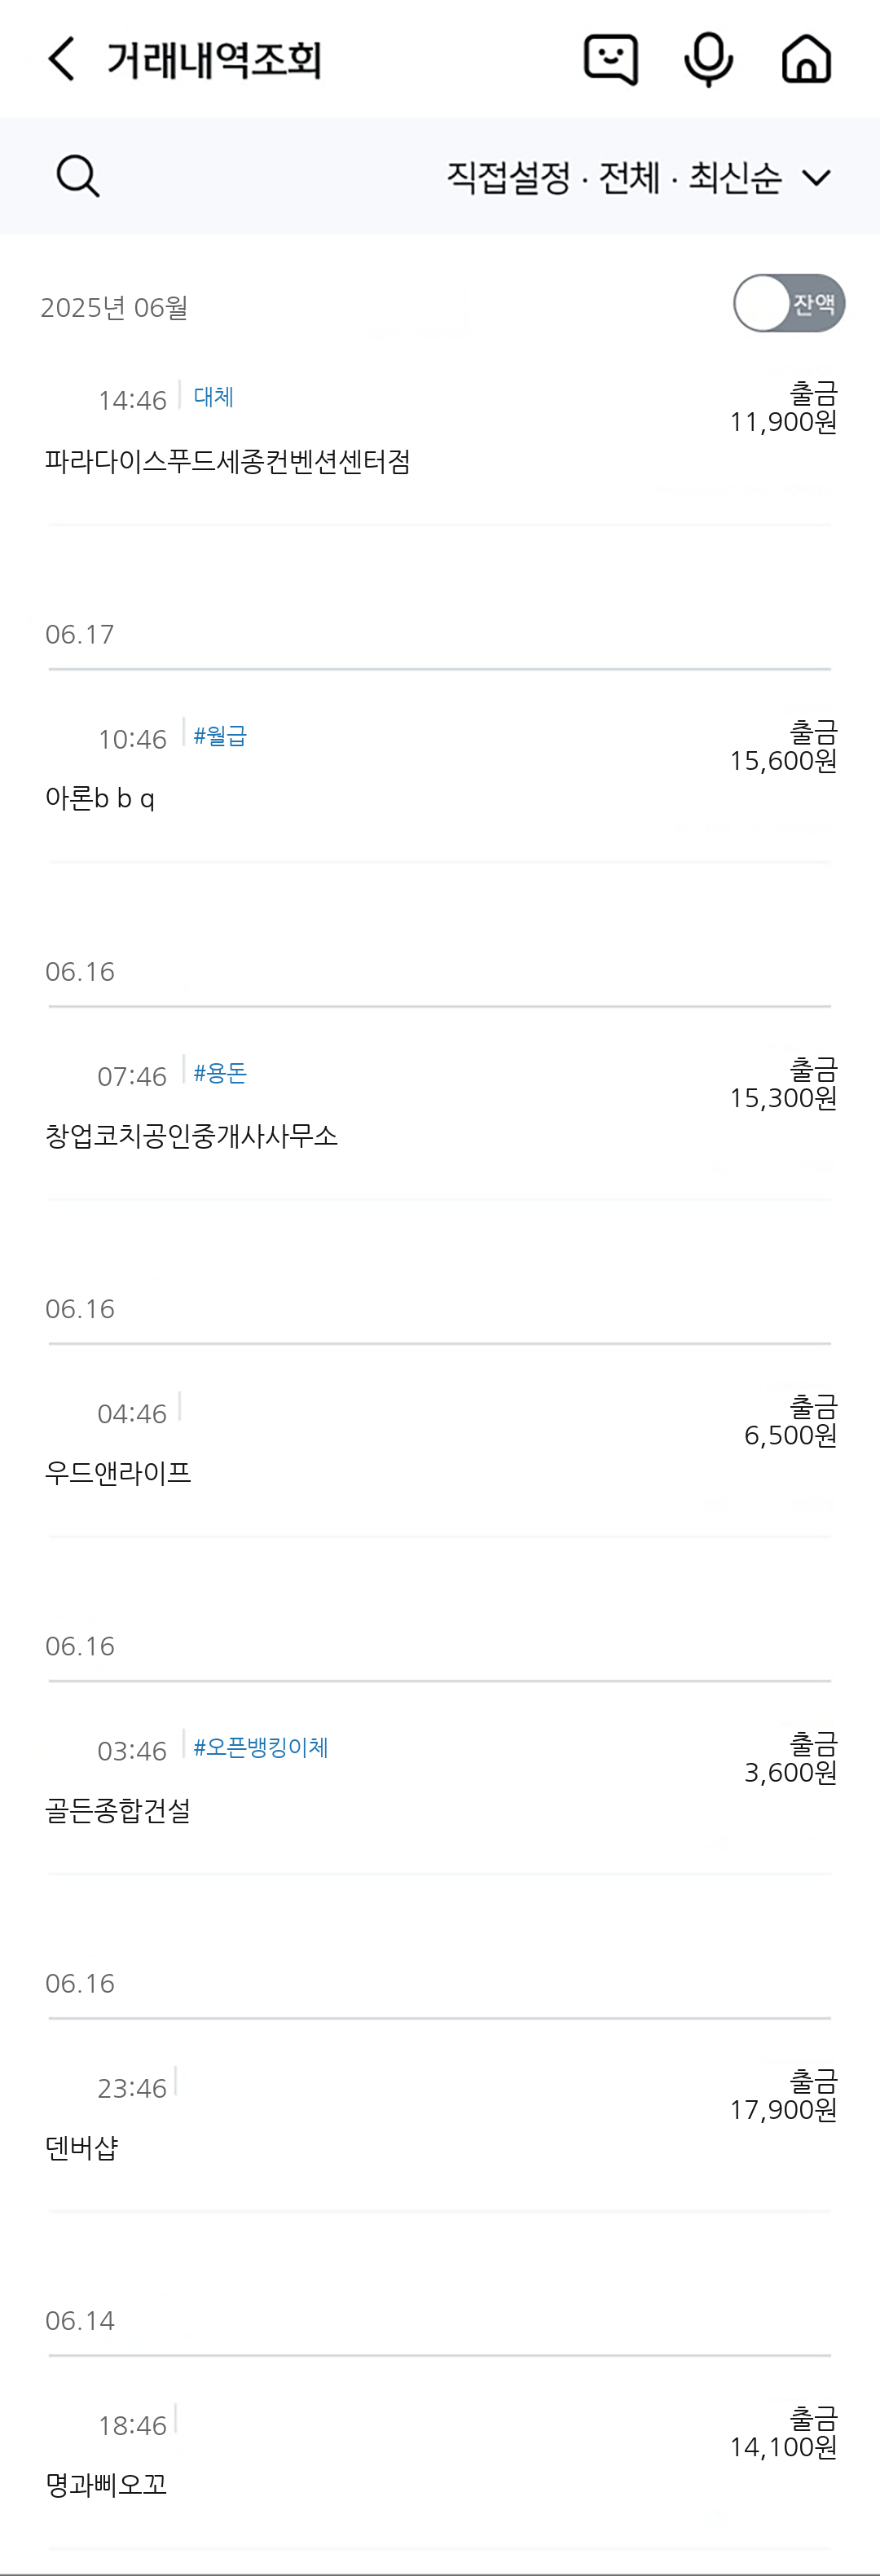 거래내역조회
직접설정 · 전체 · 최신순
2025년 06월
잔액
14:46 대체
출금
11,900원
파라다이스푸드세종컨벤션센터점
06.17
10:46 #월급
출금
15,600원
아론b b q
06.16
07:46 #용돈
출금
15,300원
창업코치공인중개사사무소
06.16
04:46
출금
6,500원
우드앤라이프
06.16
03:46 #오픈뱅킹이체
출금
3,600원
골든종합건설
06.16
23:46
출금
17,900원
덴버샵
06.14
18:46
출금
14,100원
명과삐오꼬